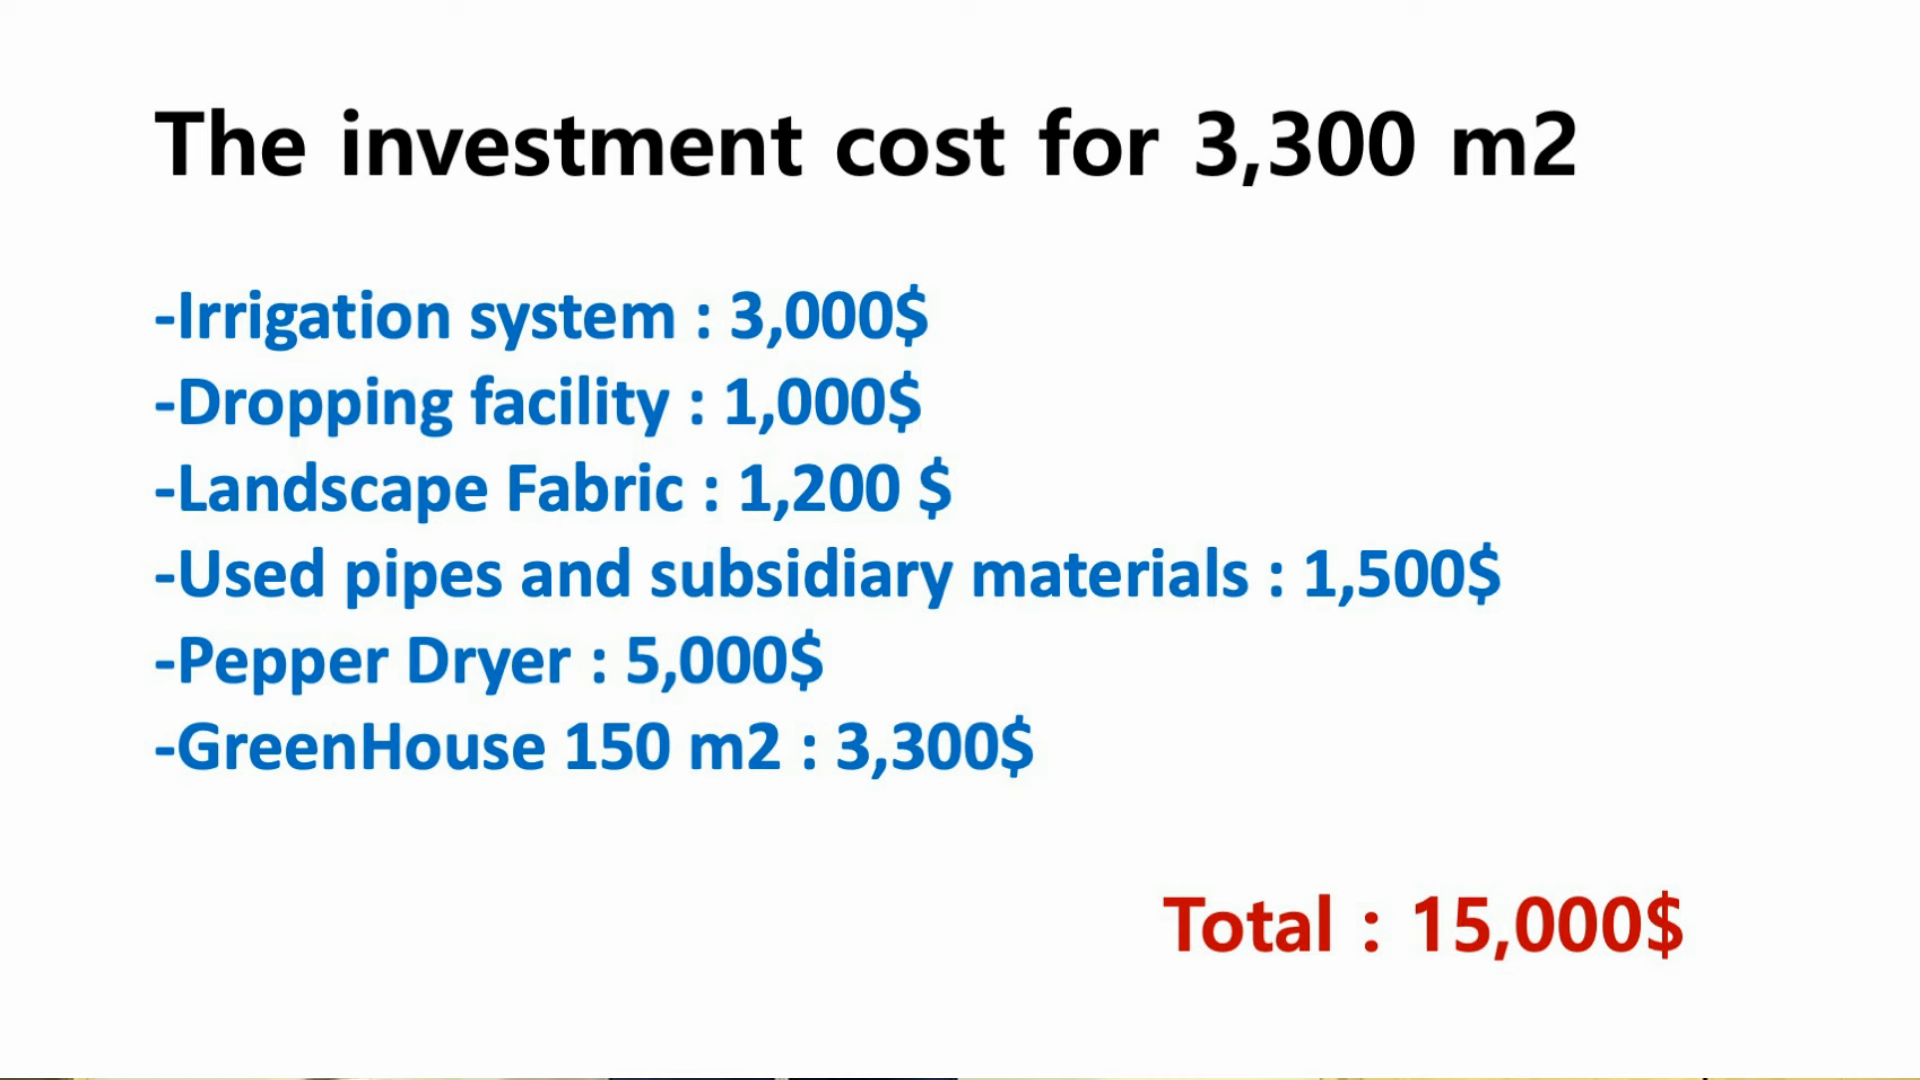 The investment cost for 3,300 m2
-Irrigation system : 3,000$
-Dropping facility : 1,000$
-Landscape Fabric : 1,200 $
-Used pipes and subsidiary materials : 1,500$
-Pepper Dryer : 5,000$
-GreenHouse 150 m2 : 3,300$
Total : 15,000$